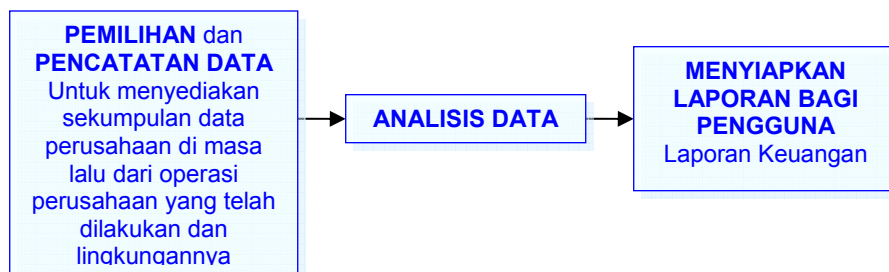 PEMILIHAN dan
PENCATATAN DATA
Untuk menyediakan
sekumpulan data
perusahaan di masa
lalu dari operasi
perusahaan yang telah
dilakukan dan
lingkungannya
ANALISIS DATA
MENYIAPKAN
LAPORAN BAGI
PENGGUNA
Laporan Keuangan